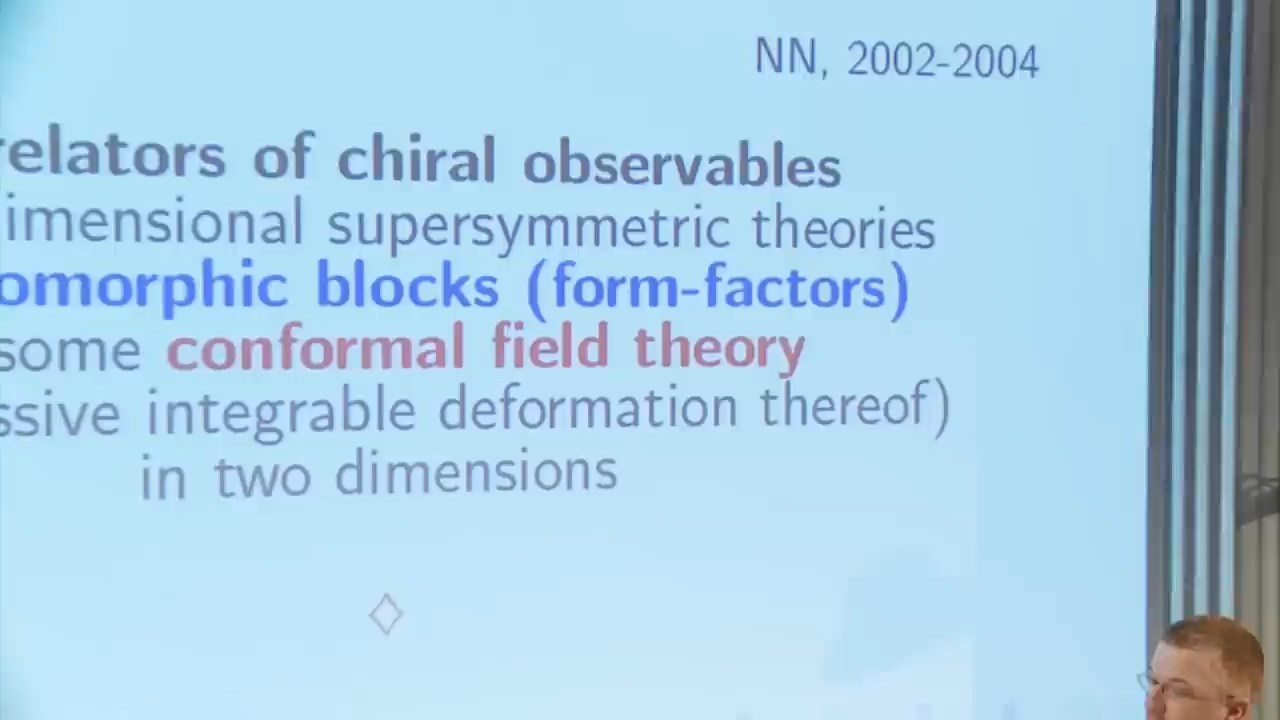 NN, 2002-2004
relators of chiral observables
imensional supersymmetric theories
omorphic blocks (form-factors)
some conformal field theory
ssive integrable deformation thereof)
in two dimensions